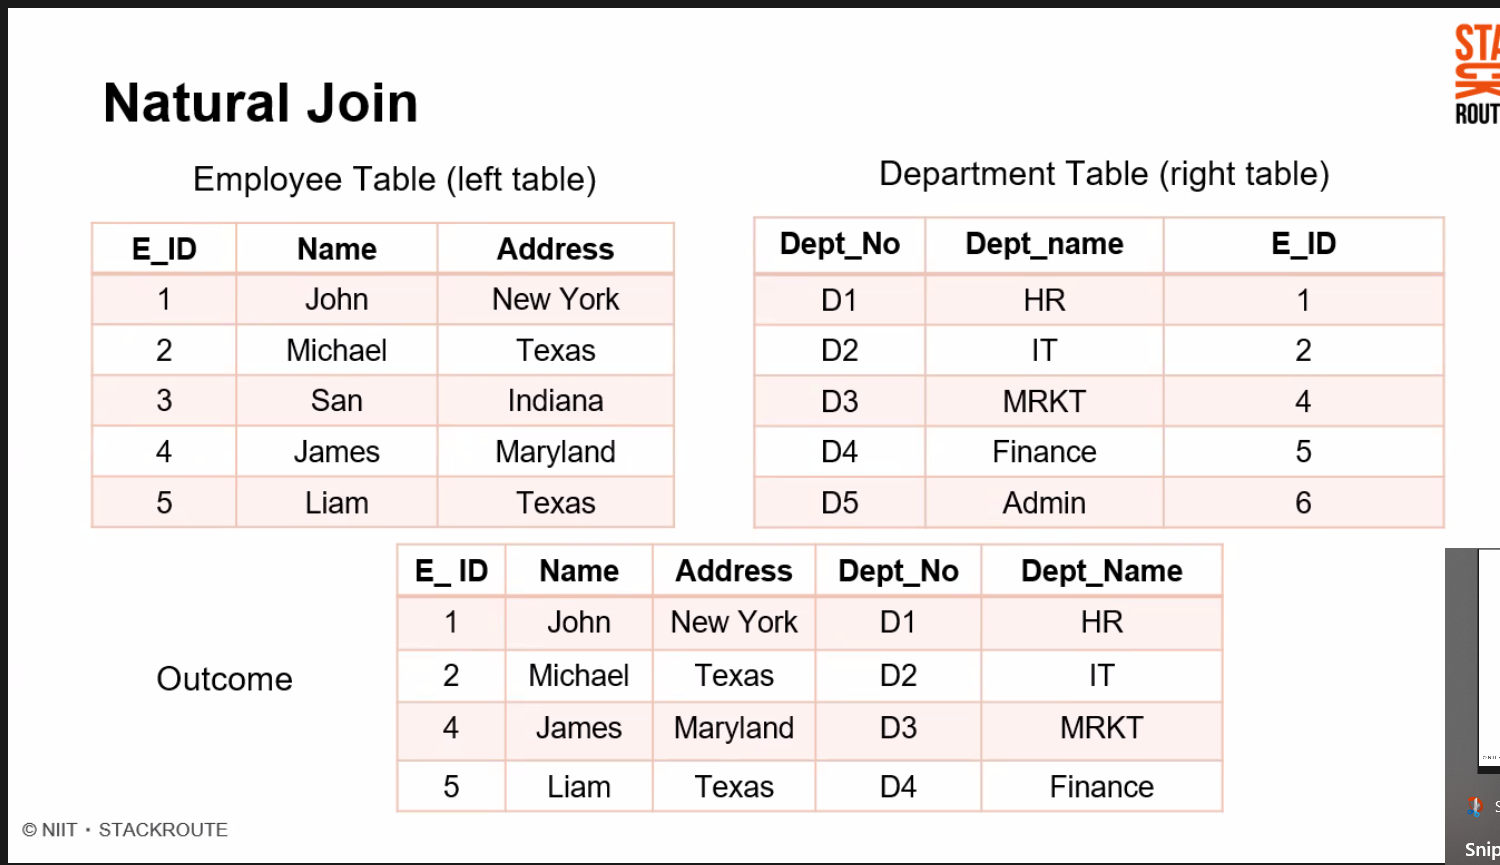 STA
CK
ROUT
Natural Join
Employee Table (left table)
Department Table (right table)
E_ID Name Address
1 John New York
2 Michael Texas
3 San Indiana
4 James Maryland
5 Liam Texas
Dept_No Dept_name E_ID
D1 HR 1
D2 IT 2
D3 MRKT 4
D4 Finance 5
D5 Admin 6
Outcome
E_ ID Name Address Dept_No Dept_Name
1 John New York D1 HR
2 Michael Texas D2 IT
4 James Maryland D3 MRKT
5 Liam Texas D4 Finance
© NIIT • STACKROUTE
S
Snip